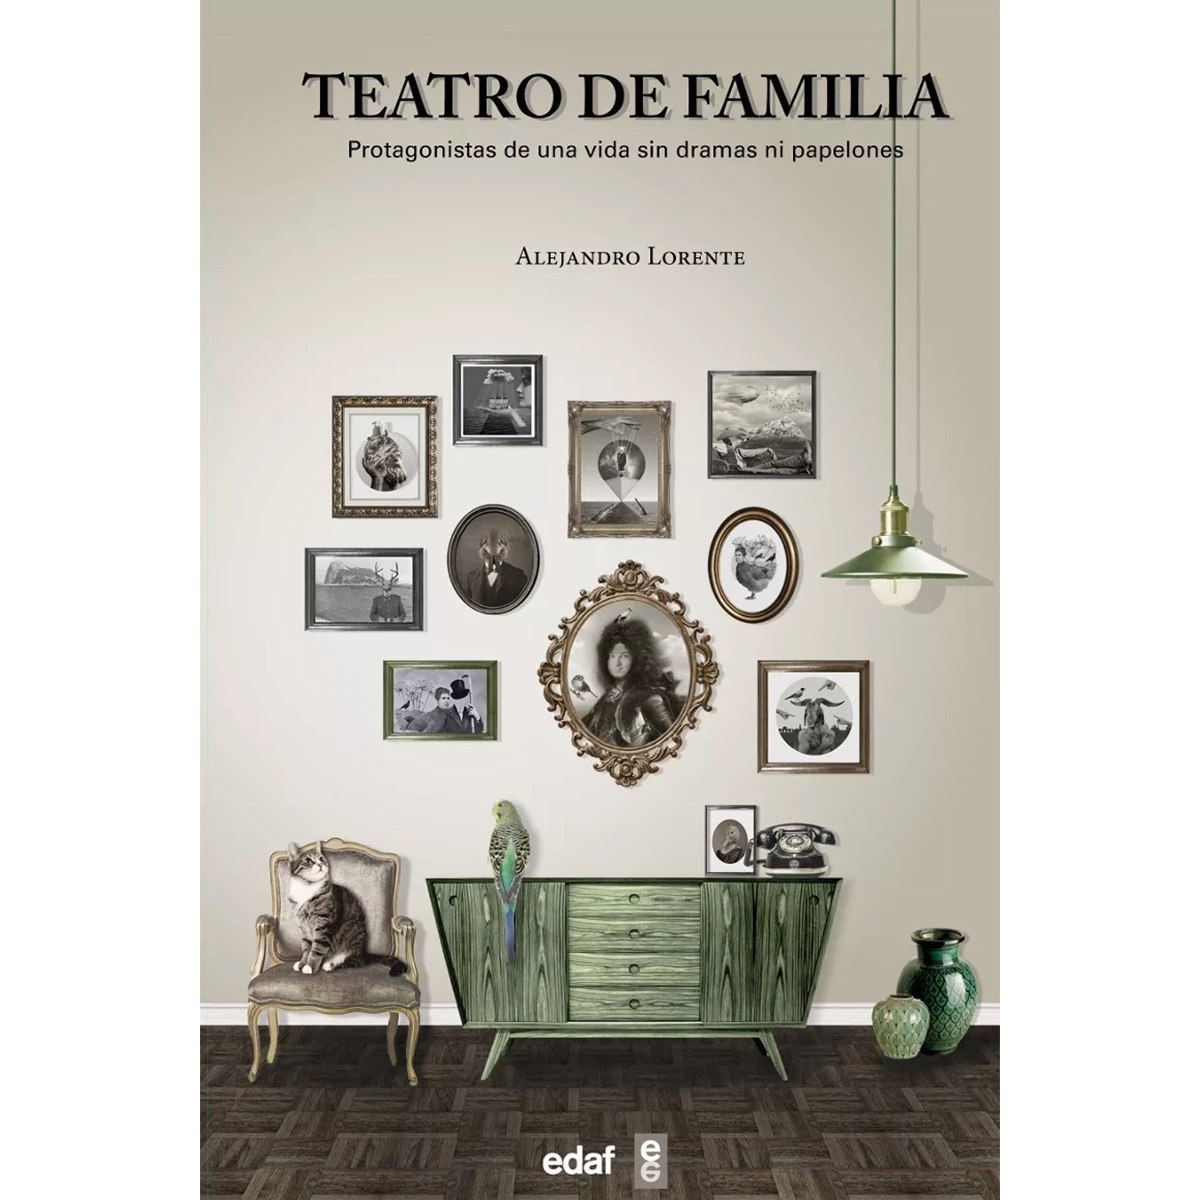 TEATRO DE FAMILIA
Protagonistas de una vida sin dramas ni papelones
ALEJANDRO LORENTE
edaf